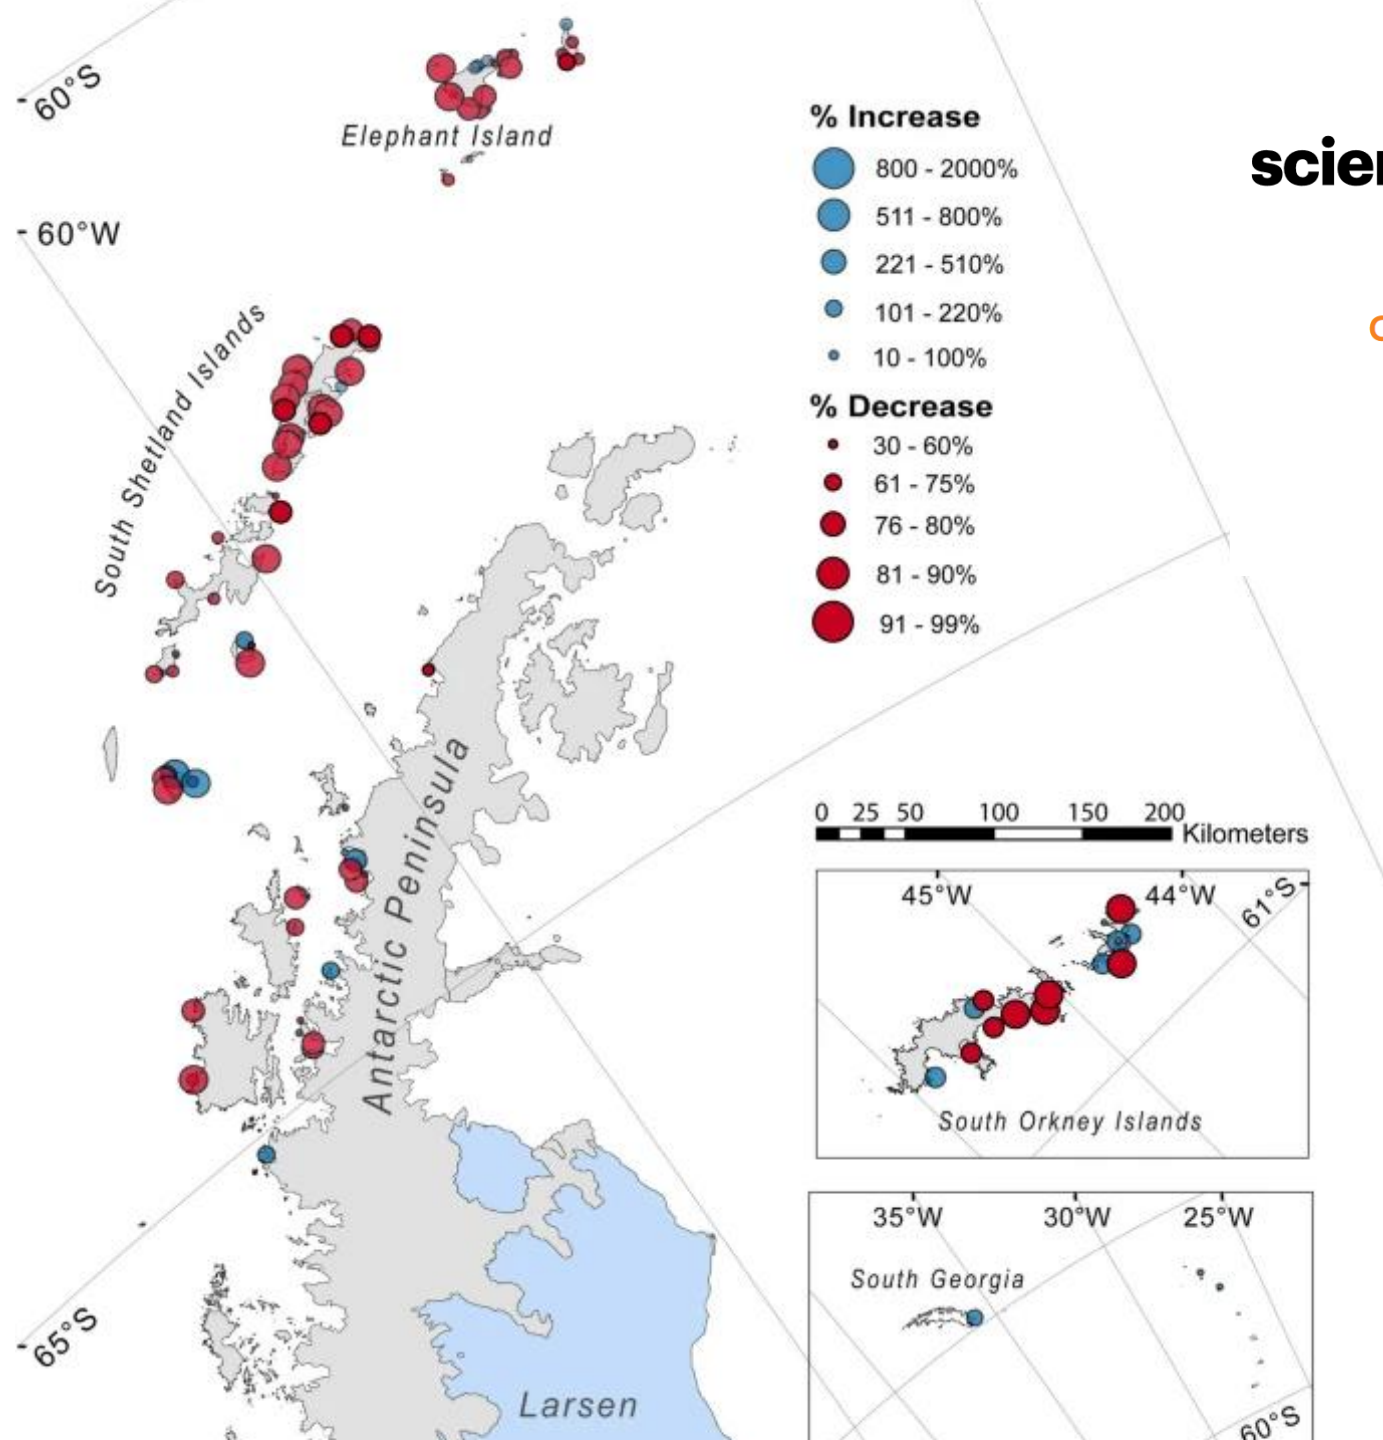 60°S
Elephant Island
60°W
South Shetland Islands
Antarctic Peninsula
65°S
Larsen
% Increase
800 - 2000%
511 - 800%
221 - 510%
101 - 220%
10 - 100%
% Decrease
30 - 60%
61 - 75%
76 - 80%
81 - 90%
91 - 99%
0 25 50 100 150 200
Kilometers
45°W 44°W 61°S
South Orkney Islands
35°W 30°W 25°W
South Georgia
60°S